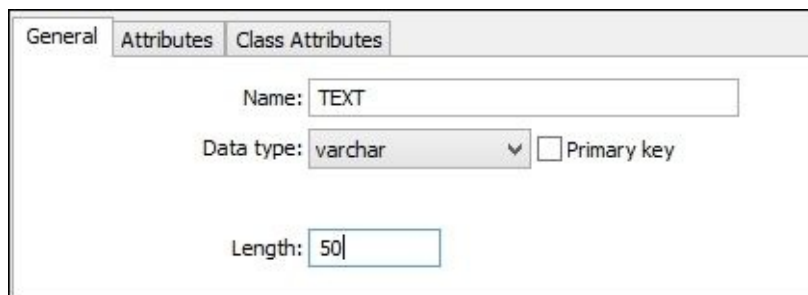 General Attributes Class Attributes
Name: TEXT
Data type: varchar Primary key
Length: 50